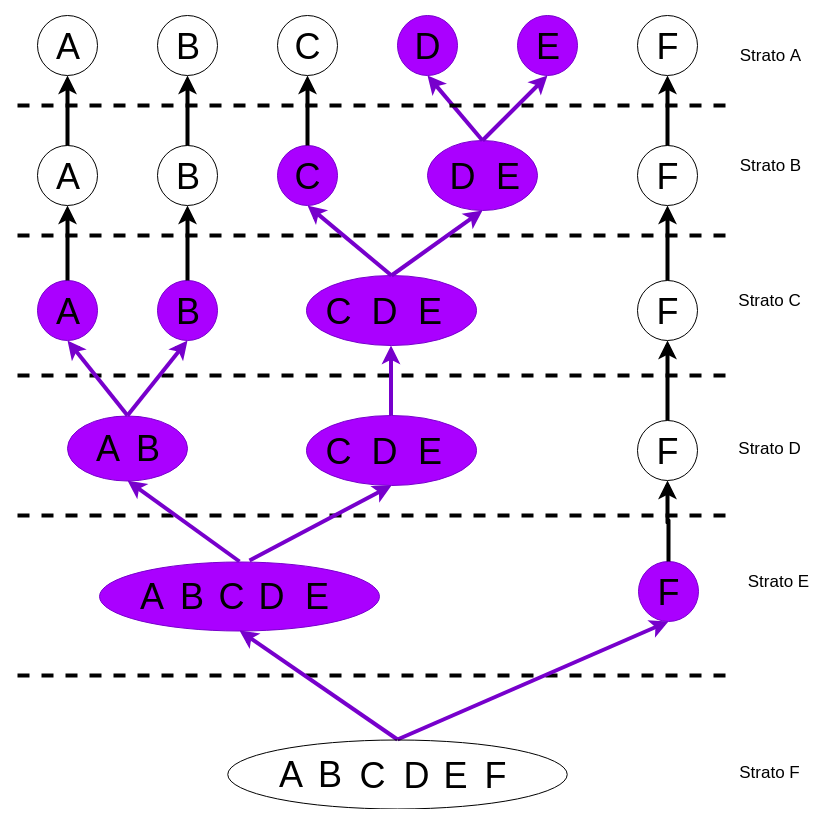 A B C D E F Strato A
A B C D E F Strato B
A B C D E F Strato C
A B C D E F Strato D
A B C D E F Strato E
A B C D E F Strato F